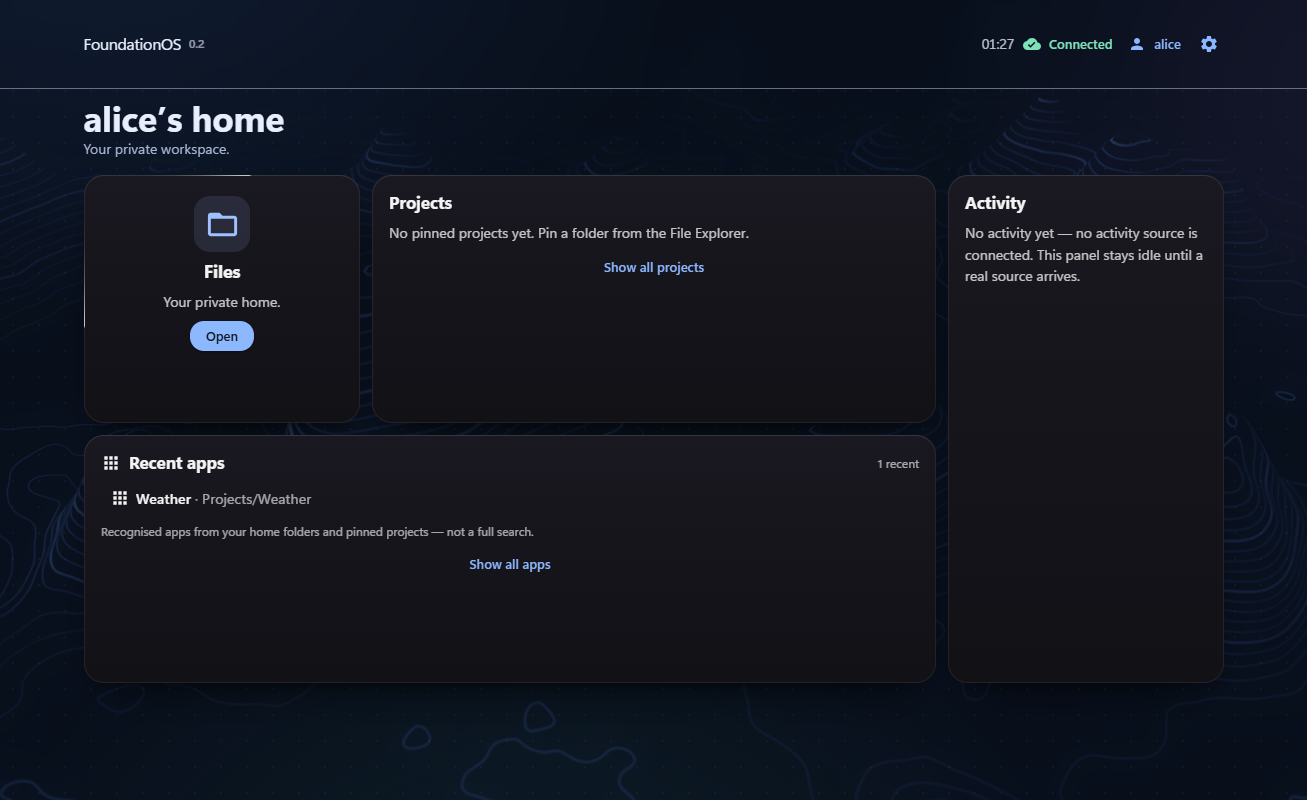 FoundationOS 0.2
01:27 Connected alice
alice’s home
Your private workspace.
Files
Your private home.
Open
Projects
No pinned projects yet. Pin a folder from the File Explorer.
Show all projects
Activity
No activity yet — no activity source is
connected. This panel stays idle until a
real source arrives.
Recent apps
1 recent
Weather · Projects/Weather
Recognised apps from your home folders and pinned projects — not a full search.
Show all apps